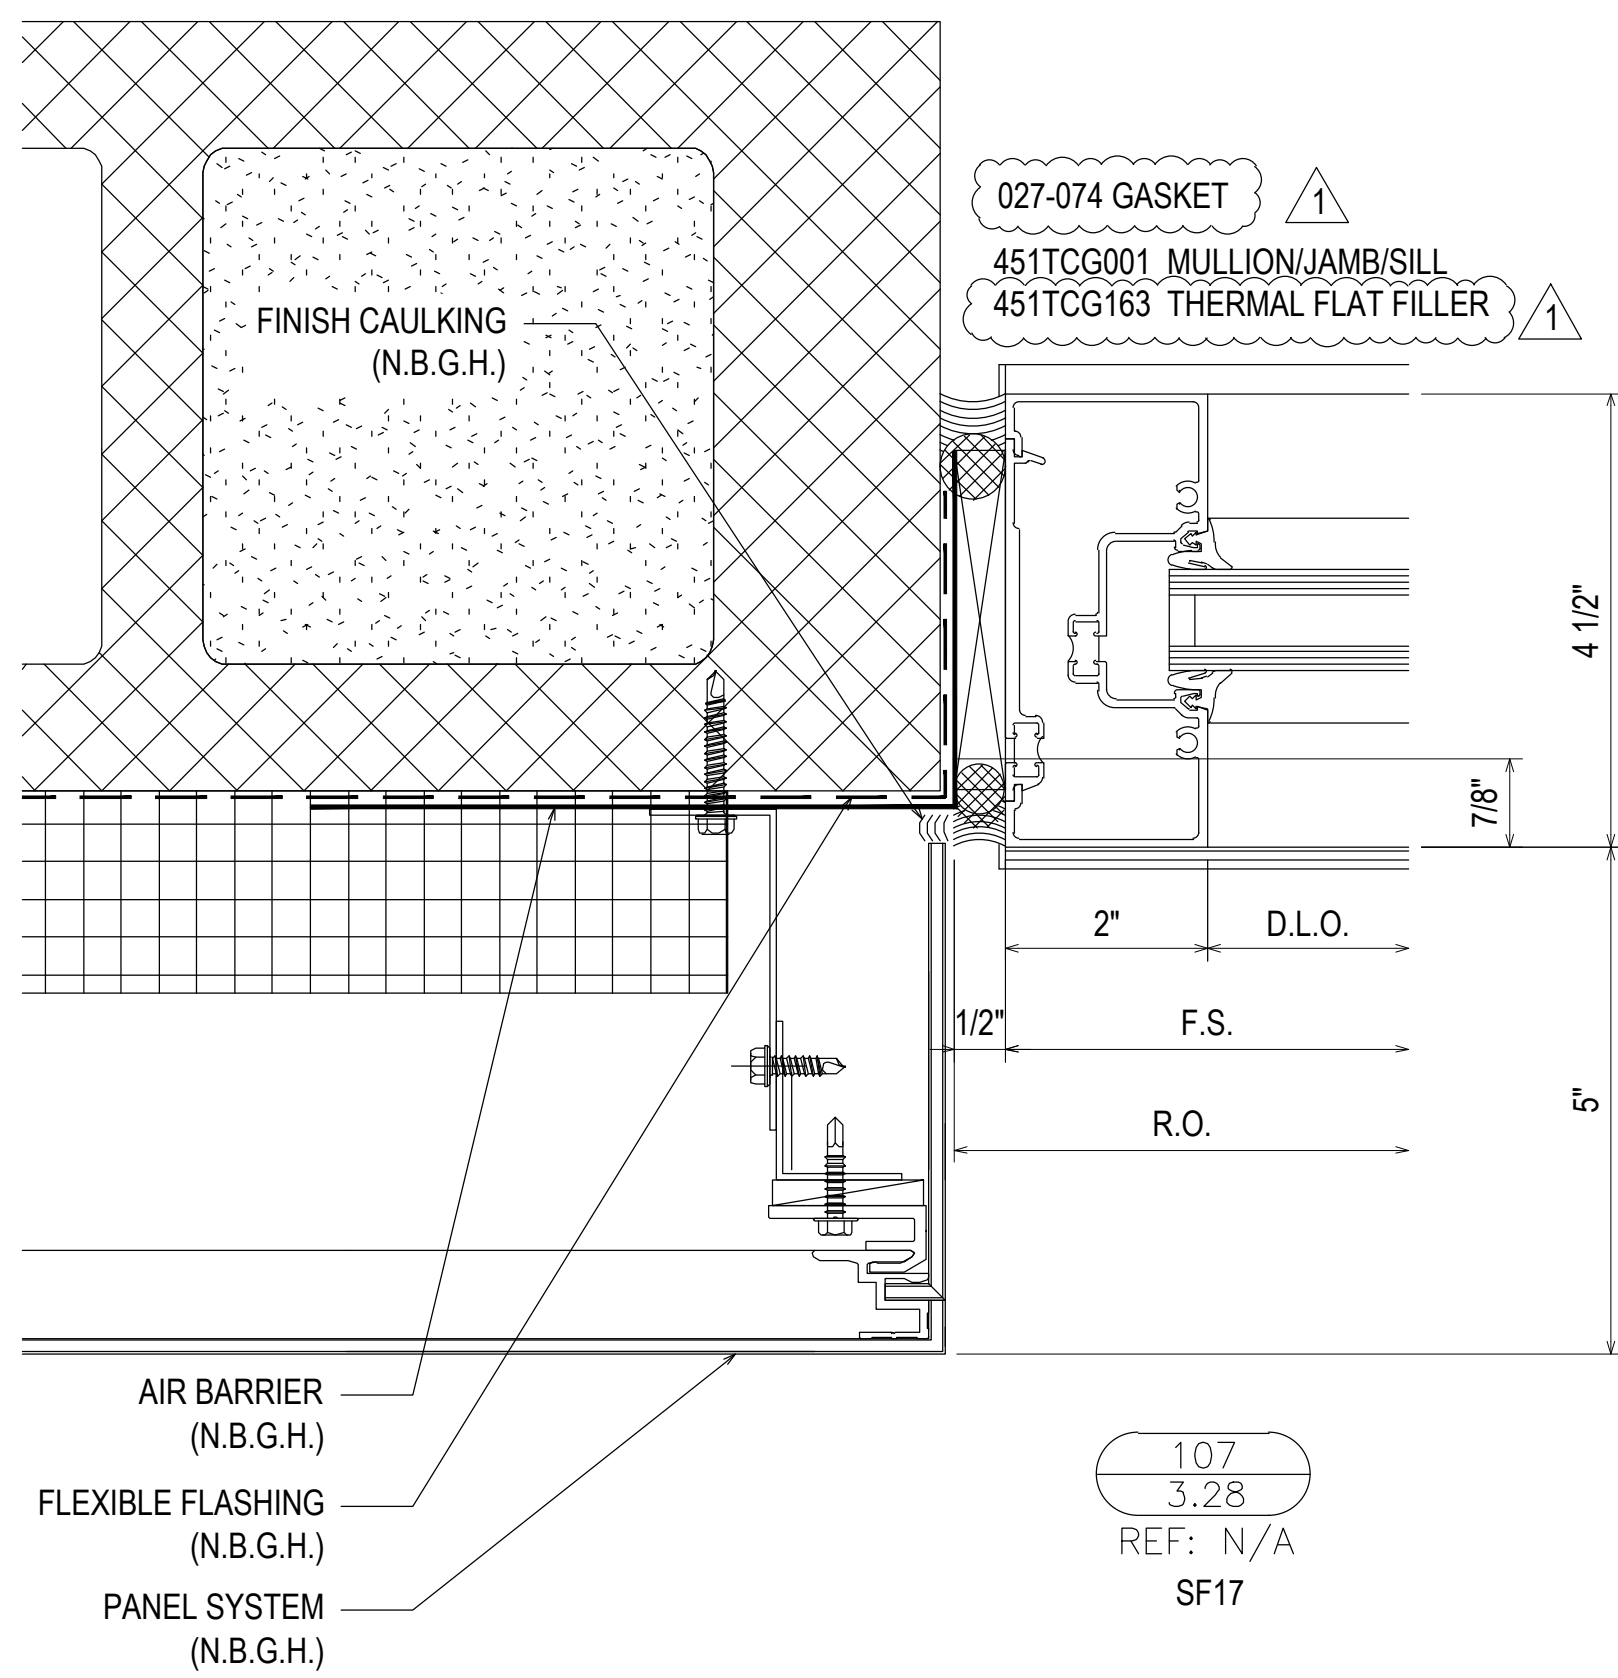 027-074 GASKET
1
451TCG001 MULLION/JAMB/SILL
451TCG163 THERMAL FLAT FILLER
1
FINISH CAULKING
(N.B.G.H.)
4 1/2"
7/8"
2"
D.L.O.
1/2"
F.S.
5"
R.O.
AIR BARRIER
(N.B.G.H.)
FLEXIBLE FLASHING
(N.B.G.H.)
PANEL SYSTEM
(N.B.G.H.)
107
3.28
REF: N/A
SF17